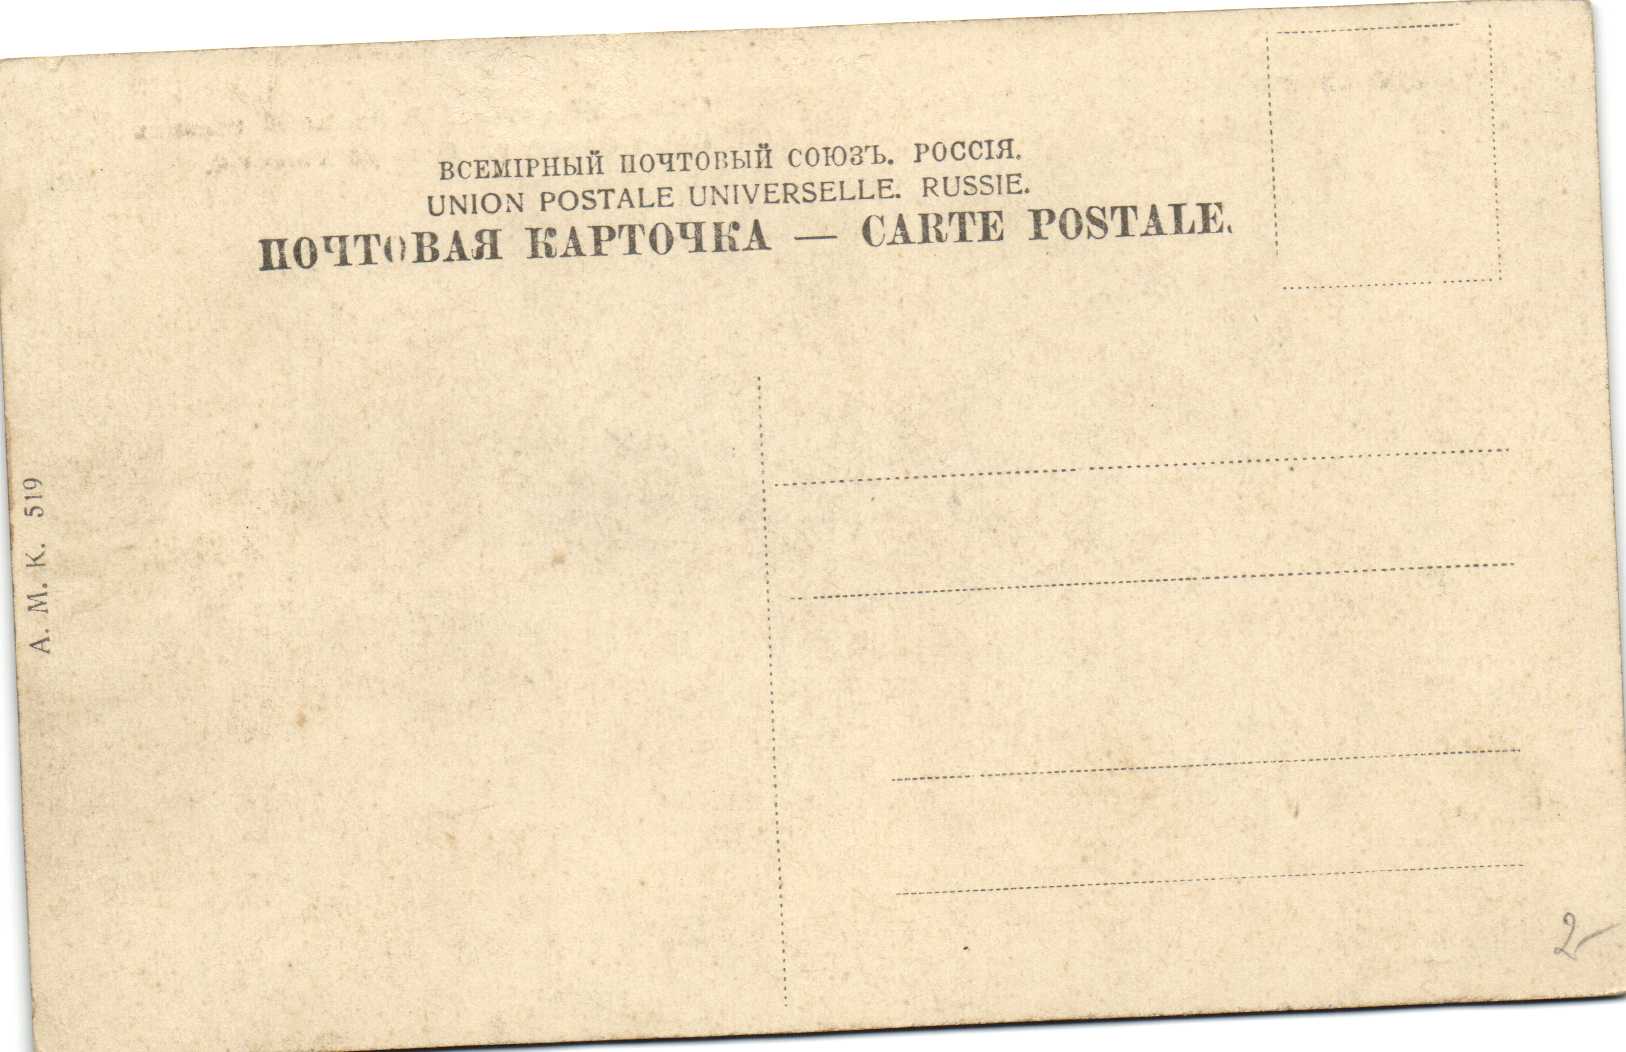 ВСЕМІРНЫЙ ПОЧТОВЫЙ СОЮЗЪ. РОССІЯ.
UNION POSTALE UNIVERSELLE. RUSSIE.
ПОЧТОВАЯ КАРТОЧКА — CARTE POSTALE.
А. М. К. 519
2-